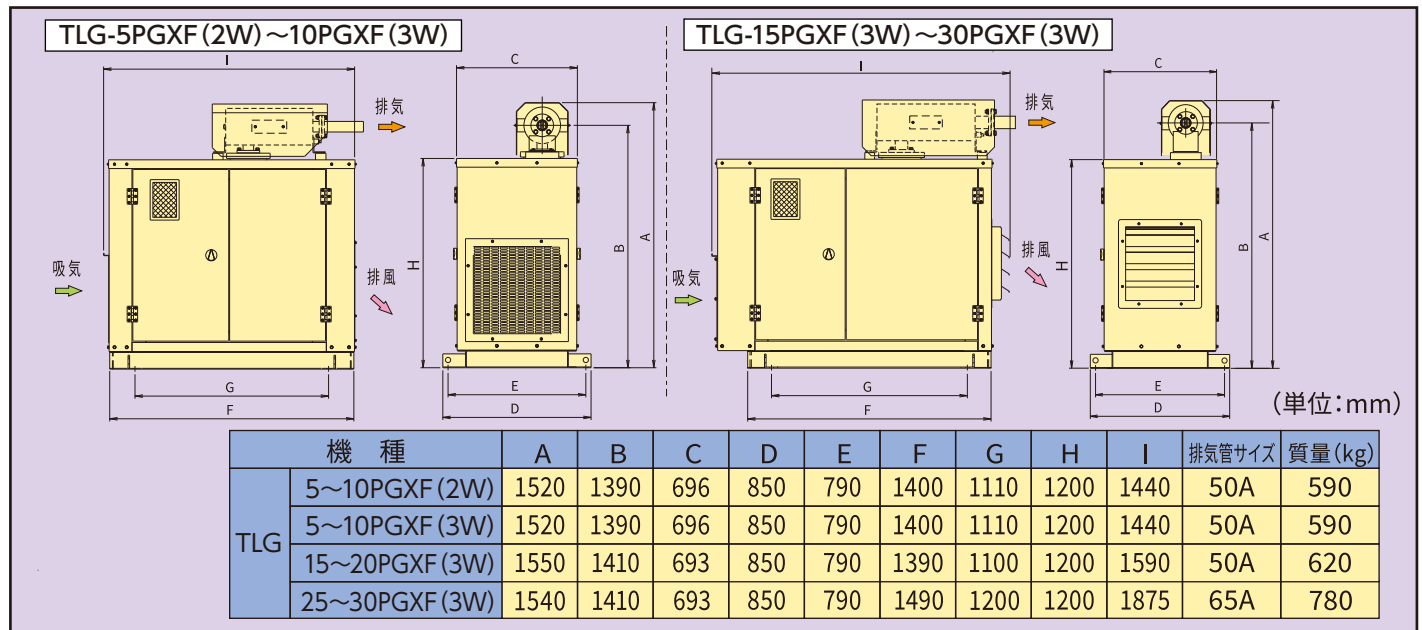 TLG-5PGXF(2W)～10PGXF(3W)
I
C
排気
吸気
排風
H
B
A
G
F
E
D
TLG-15PGXF(3W)～30PGXF(3W)
I
C
排気
吸気
排風
H
B
A
G
F
E
D
(単位:mm)
機 種 A B C D E F G H I 排気管サイズ 質量(kg)
TLG
5～10PGXF(2W) 1520 1390 696 850 790 1400 1110 1200 1440 50A 590
5～10PGXF(3W) 1520 1390 696 850 790 1400 1110 1200 1440 50A 590
15～20PGXF(3W) 1550 1410 693 850 790 1390 1100 1200 1590 50A 620
25～30PGXF(3W) 1540 1410 693 850 790 1490 1200 1200 1875 65A 780